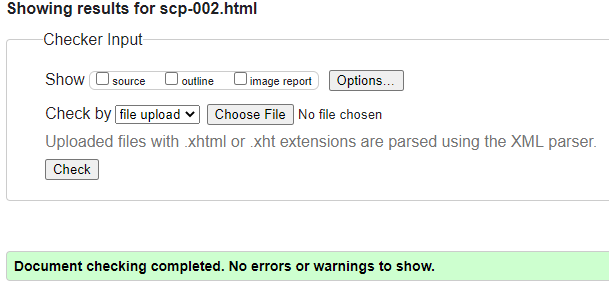 Showing results for scp-002.html
Checker Input
Show source outline image report Options...
Check by file upload Choose File No file chosen
Uploaded files with .xhtml or .xht extensions are parsed using the XML parser.
Check
Document checking completed. No errors or warnings to show.